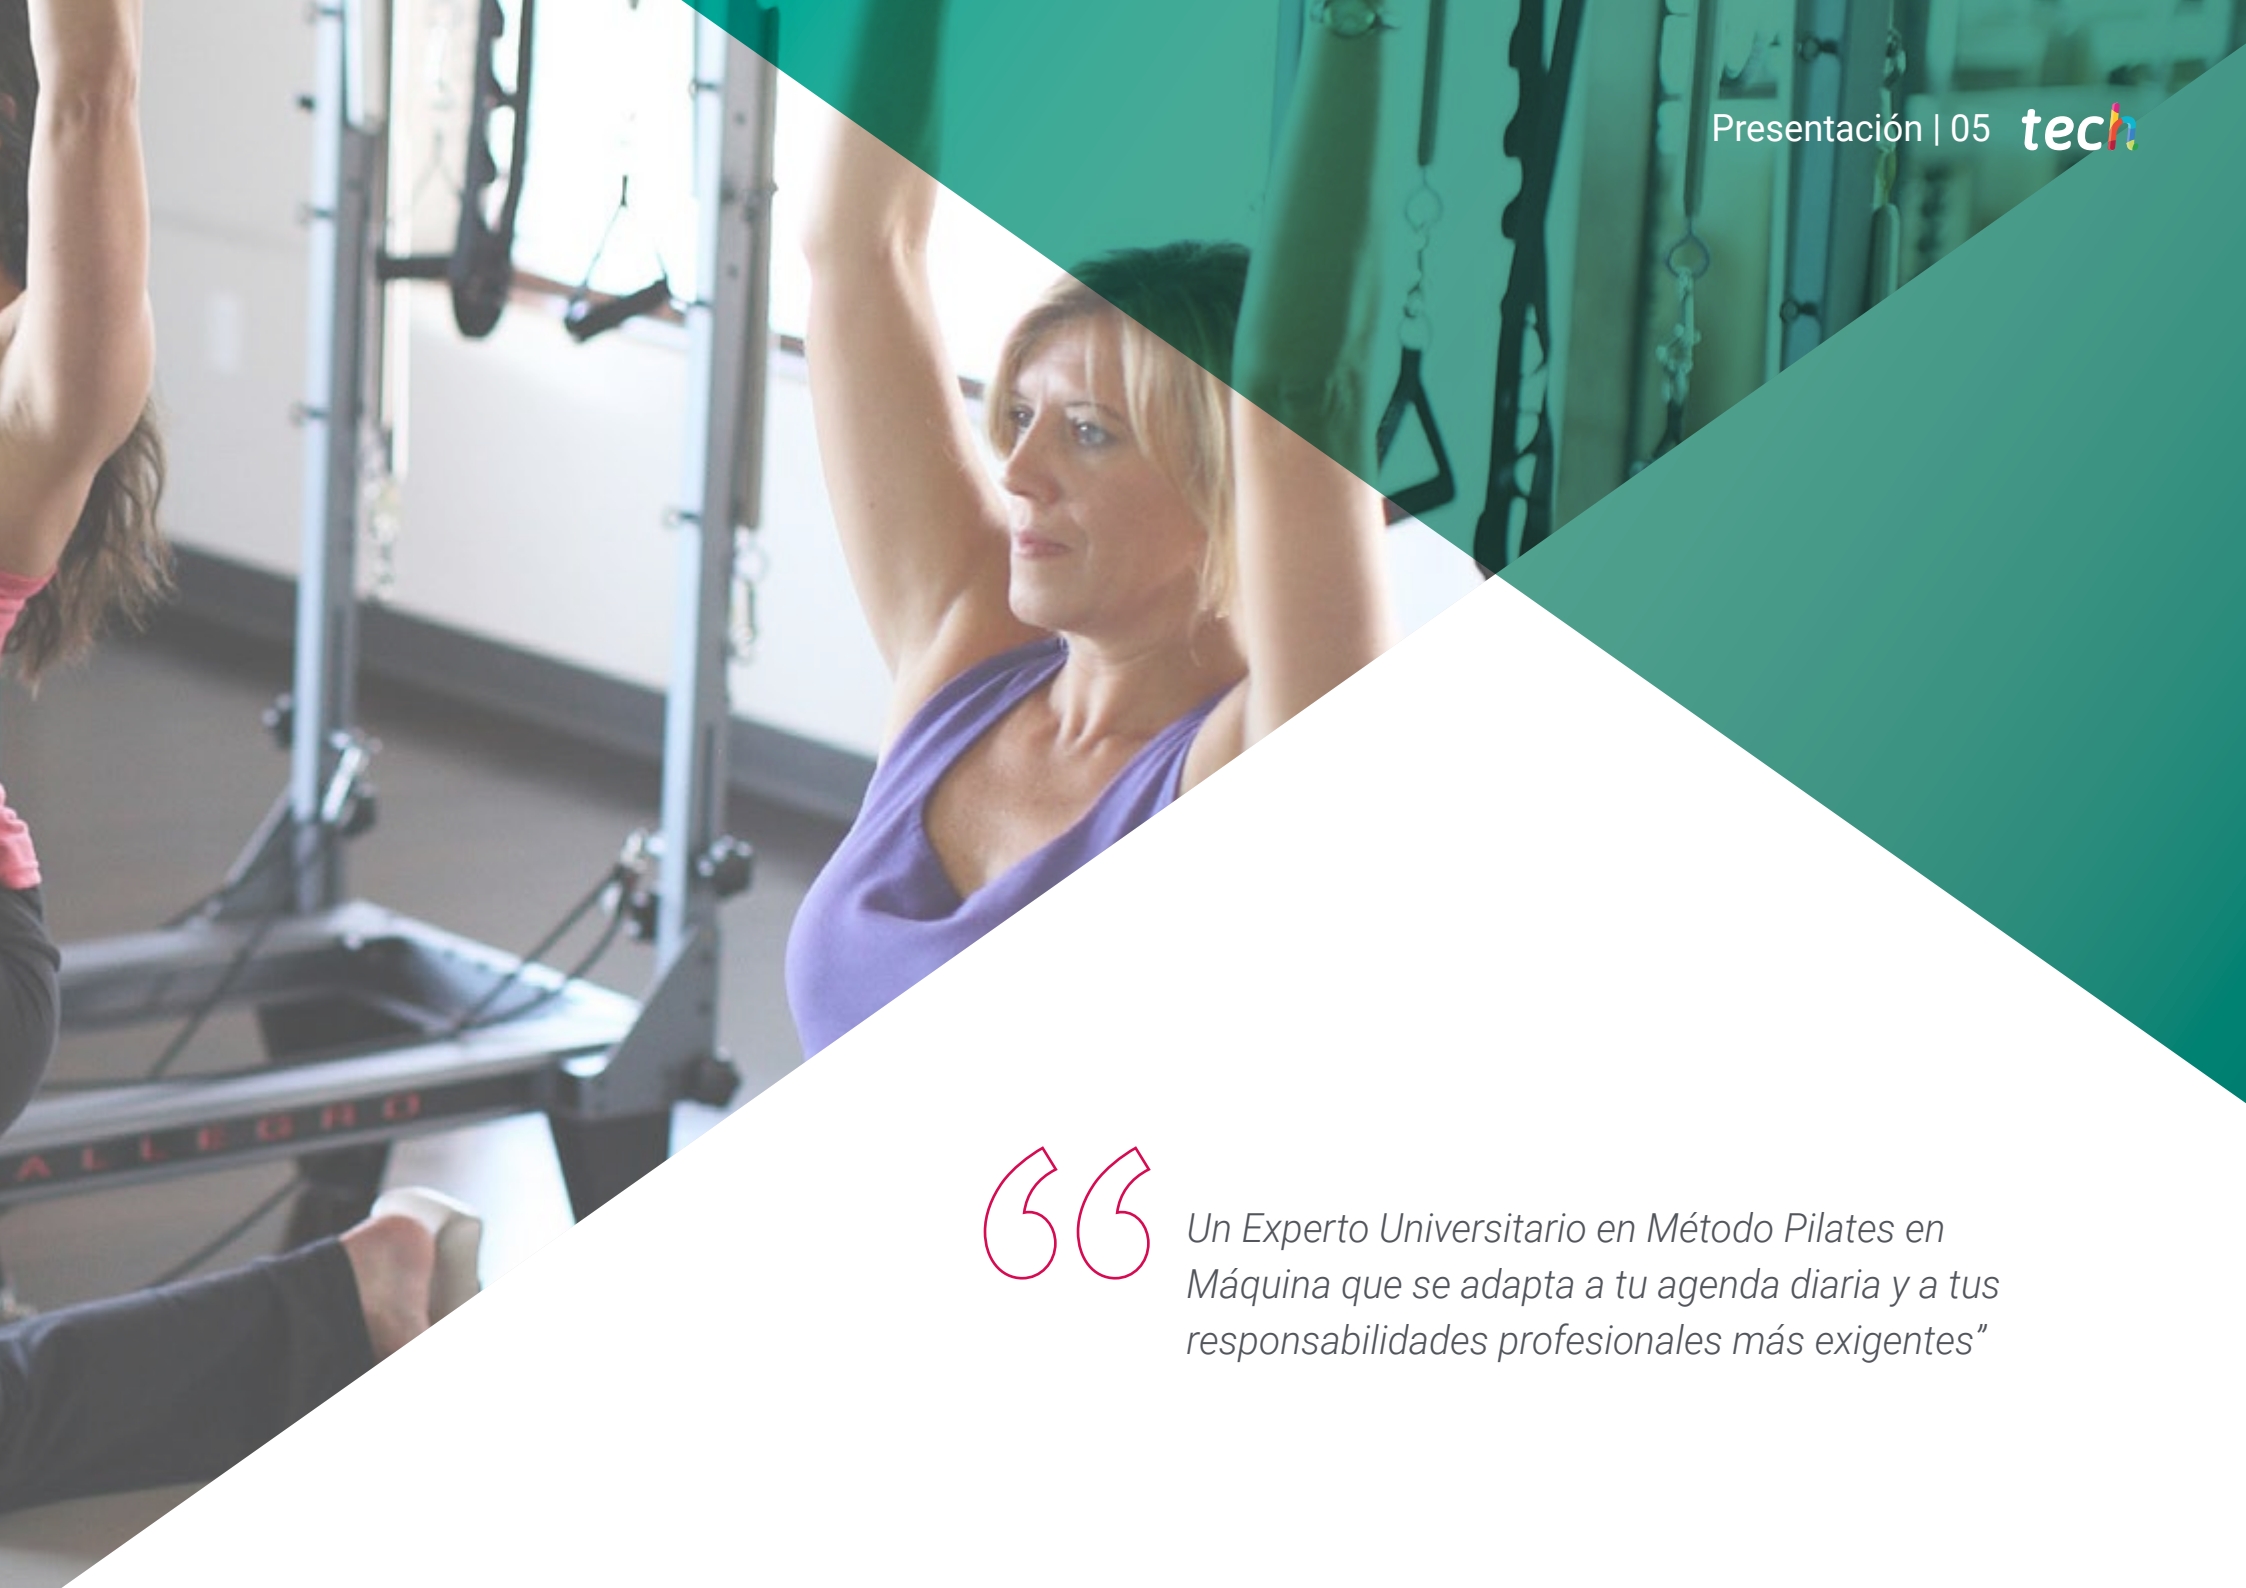 Presentación | 05 tech
ALLEGRO
Un Experto Universitario en Método Pilates en
Máquina que se adapta a tu agenda diaria y a tus
responsabilidades profesionales más exigentes”